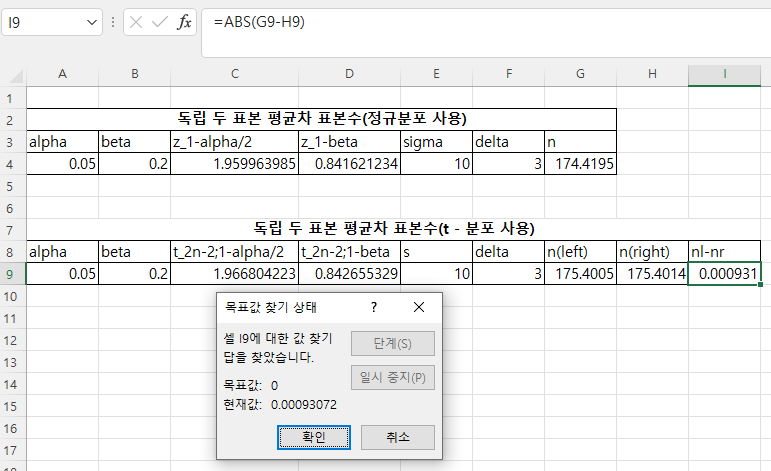 I9 fx =ABS(G9-H9)
A B C D E F G H I
1
2 독립 두 표본 평균차 표본수(정규분포 사용)
3 alpha beta z_1-alpha/2 z_1-beta sigma delta n
4 0.05 0.2 1.959963985 0.841621234 10 3 174.4195
5
6
7 독립 두 표본 평균차 표본수(t - 분포 사용)
8 alpha beta t_2n-2;1-alpha/2 t_2n-2;1-beta s delta n(left) n(right) nl-nr
9 0.05 0.2 1.966804223 0.842655329 10 3 175.4005 175.4014 0.000931
10
11 목표값 찾기 상태 ?
12 셀 I9에 대한 값 찾기 단계(S)
13 답을 찾았습니다.
14 일시 중지(P)
목표값: 0
15 현재값: 0.00093072
16 확인 취소
17
18